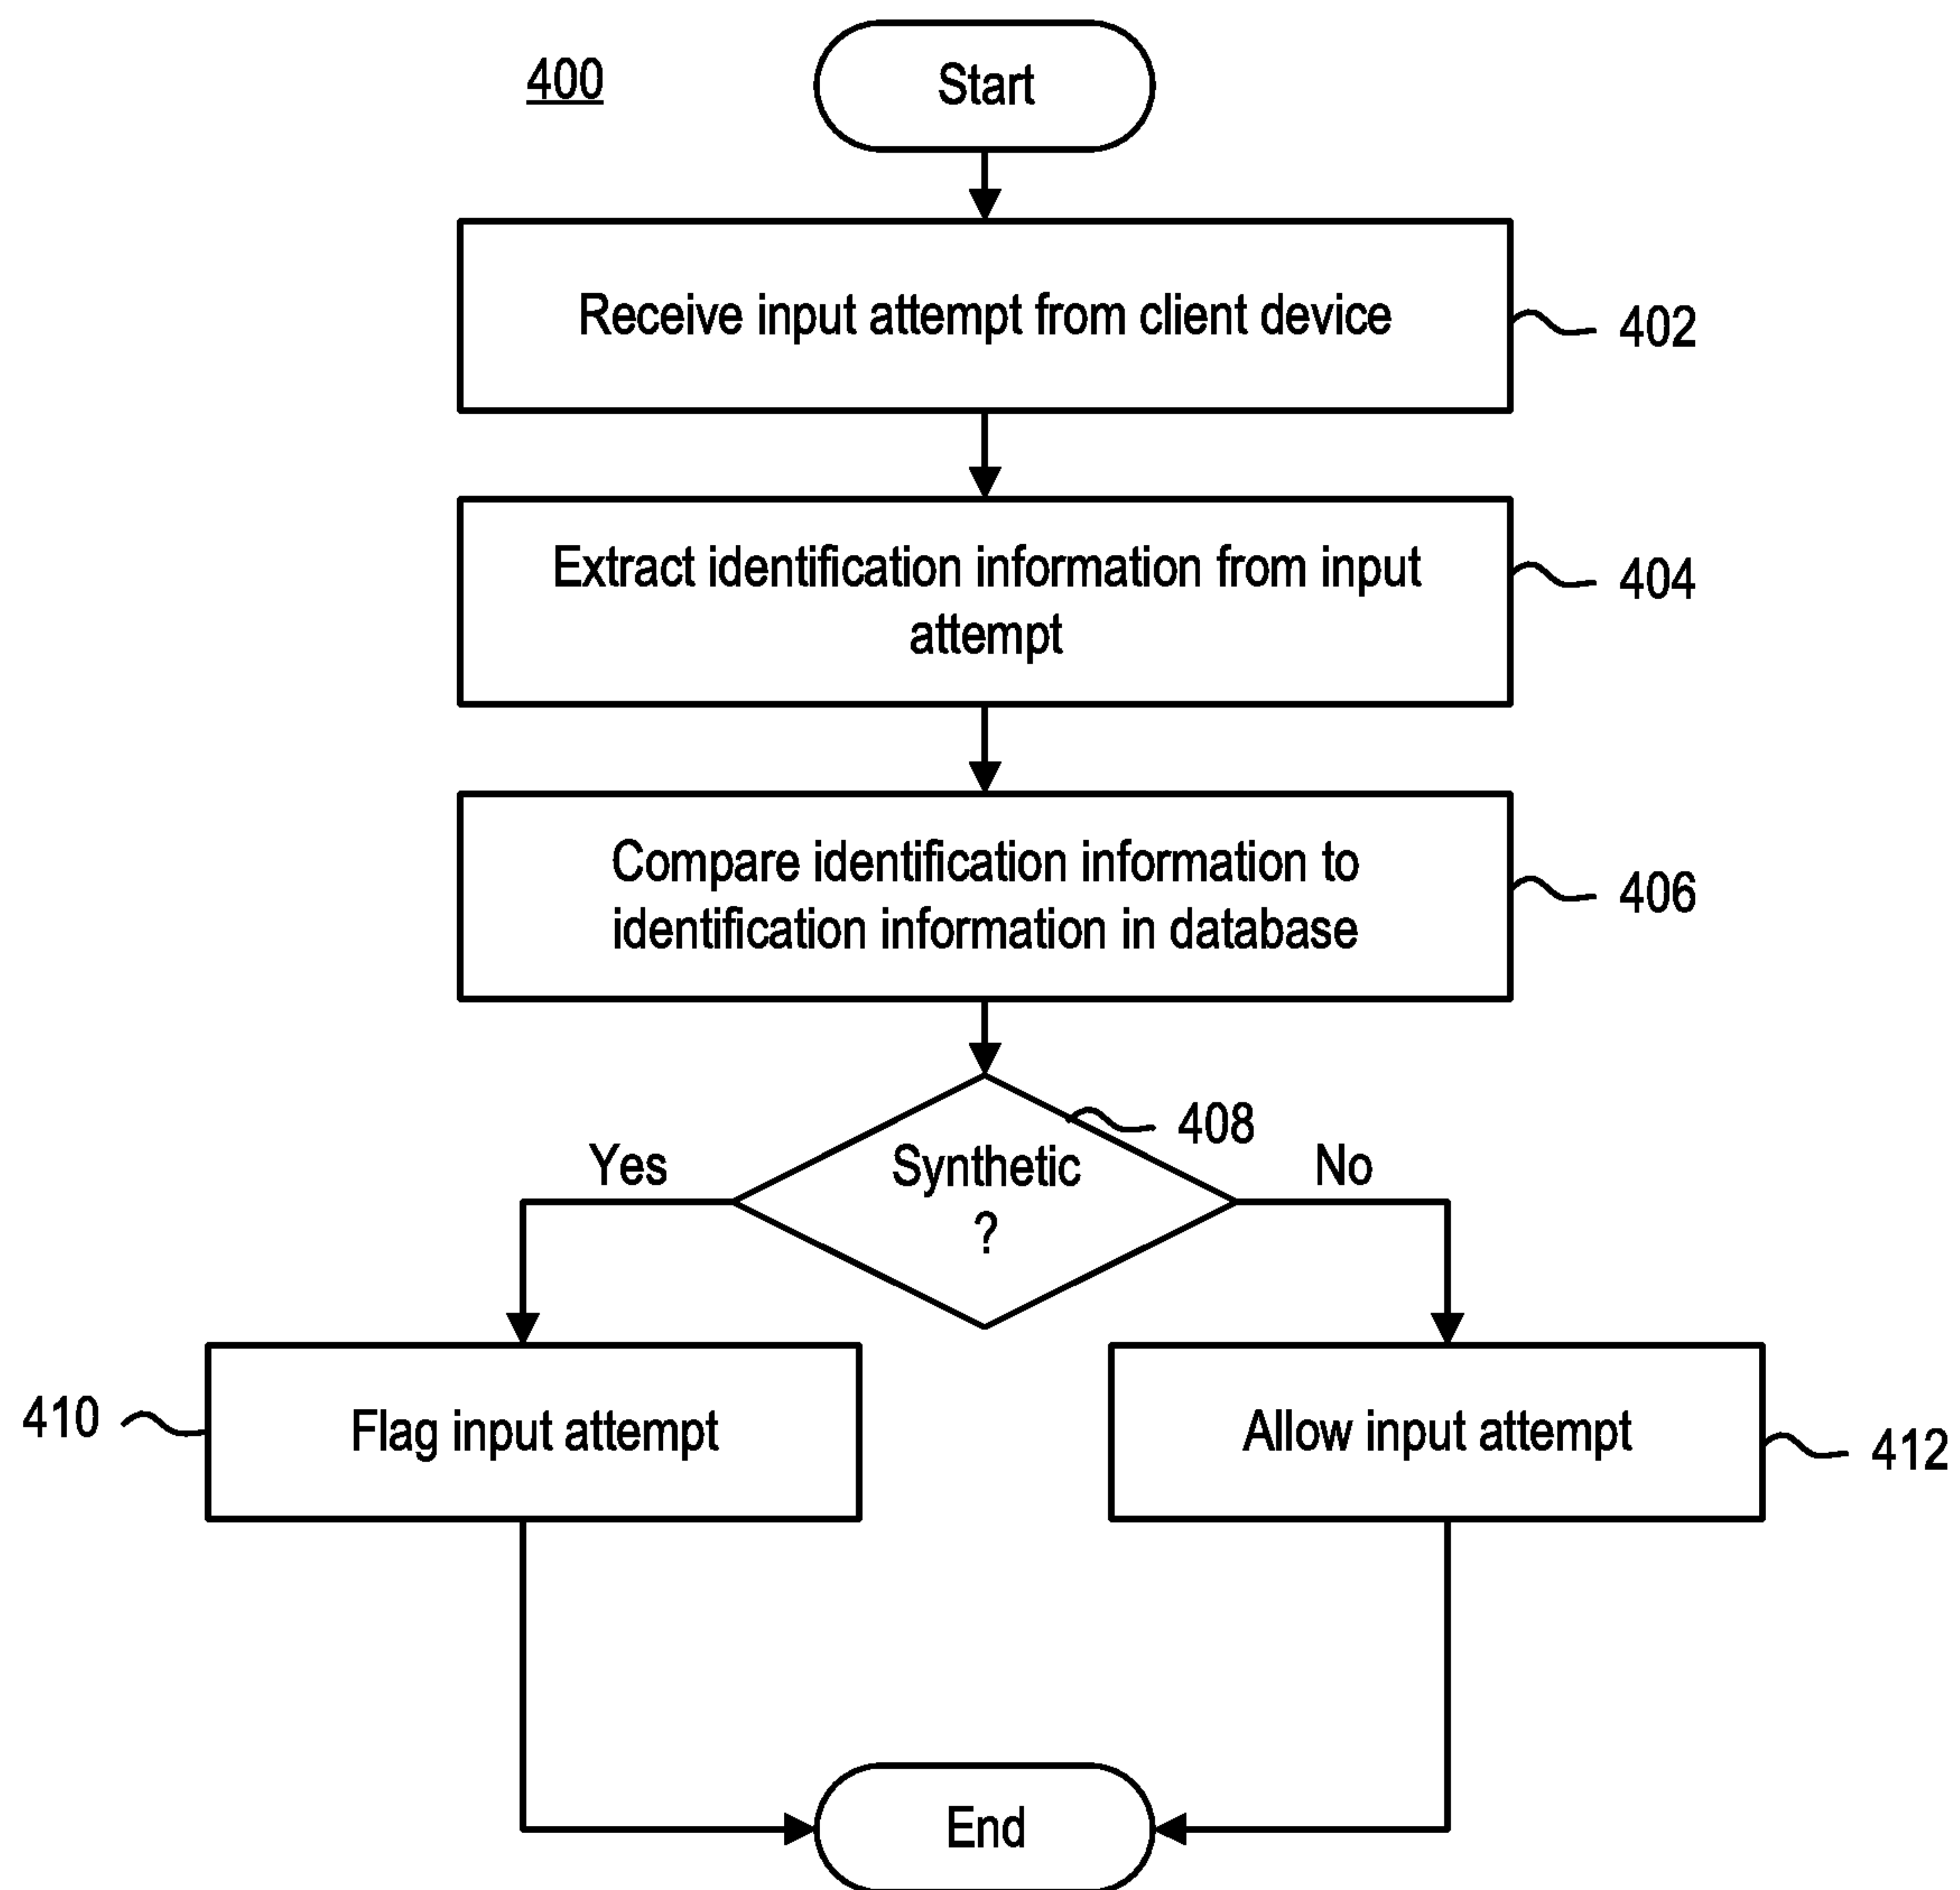 400
Start
Receive input attempt from client device
402
Extract identification information from input
attempt
404
Compare identification information to
identification information in database
406
408
Synthetic
?
Yes
No
410
Flag input attempt
Allow input attempt
412
End